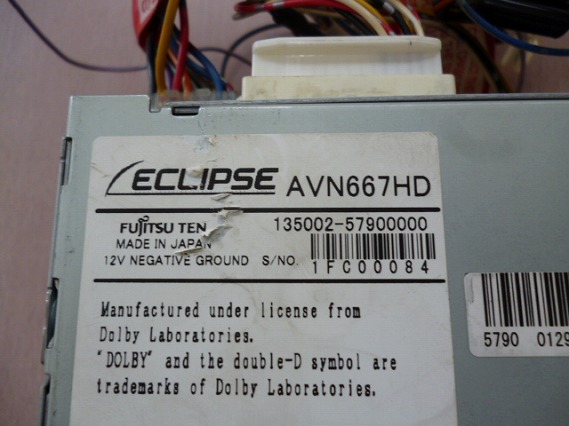 ECLIPSE AVN667HD
FUJITSU TEN 135002-57900000
MADE IN JAPAN
12V NEGATIVE GROUND S/NO. 1FC00084
Manufactured under license from
Dolby Laboratories.
"DOLBY" and the double-D symbol are
trademarks of Dolby Laboratories.
5790 0129